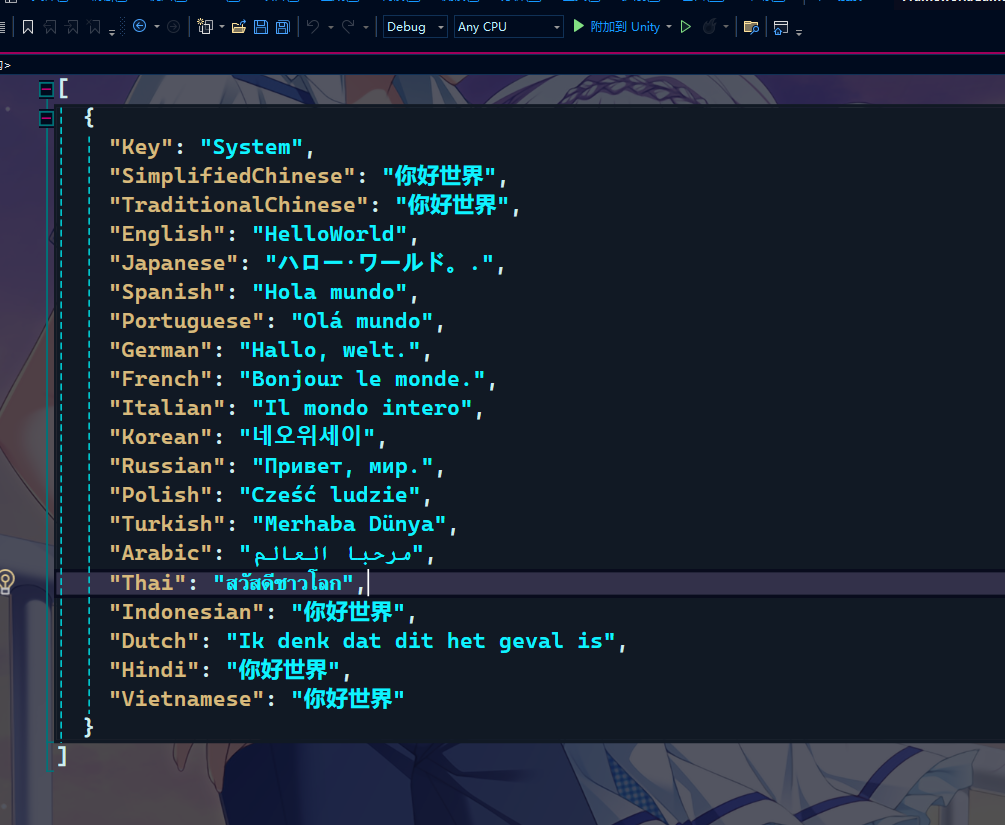 Debug Any CPU 附加到 Unity
[
{
"Key": "System",
"SimplifiedChinese": "你好世界",
"TraditionalChinese": "你好世界",
"English": "HelloWorld",
"Japanese": "ハロー·ワールド。.",
"Spanish": "Hola mundo",
"Portuguese": "Olá mundo",
"German": "Hallo, welt.",
"French": "Bonjour le monde.",
"Italian": "Il mondo intero",
"Korean": "네오위세이",
"Russian": "Привет, мир.",
"Polish": "Cześć ludzie",
"Turkish": "Merhaba Dünya",
"Arabic": "مرحبا العالم",
"Thai": "สวัสดีชาวโลก",
"Indonesian": "你好世界",
"Dutch": "Ik denk dat dit het geval is",
"Hindi": "你好世界",
"Vietnamese": "你好世界"
}
]